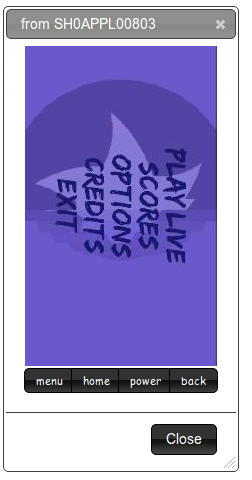 from SH0APPL00803
PLAY LIVE
SCORES
OPTIONS
CREDITS
EXIT
menu
home
power
back
Close